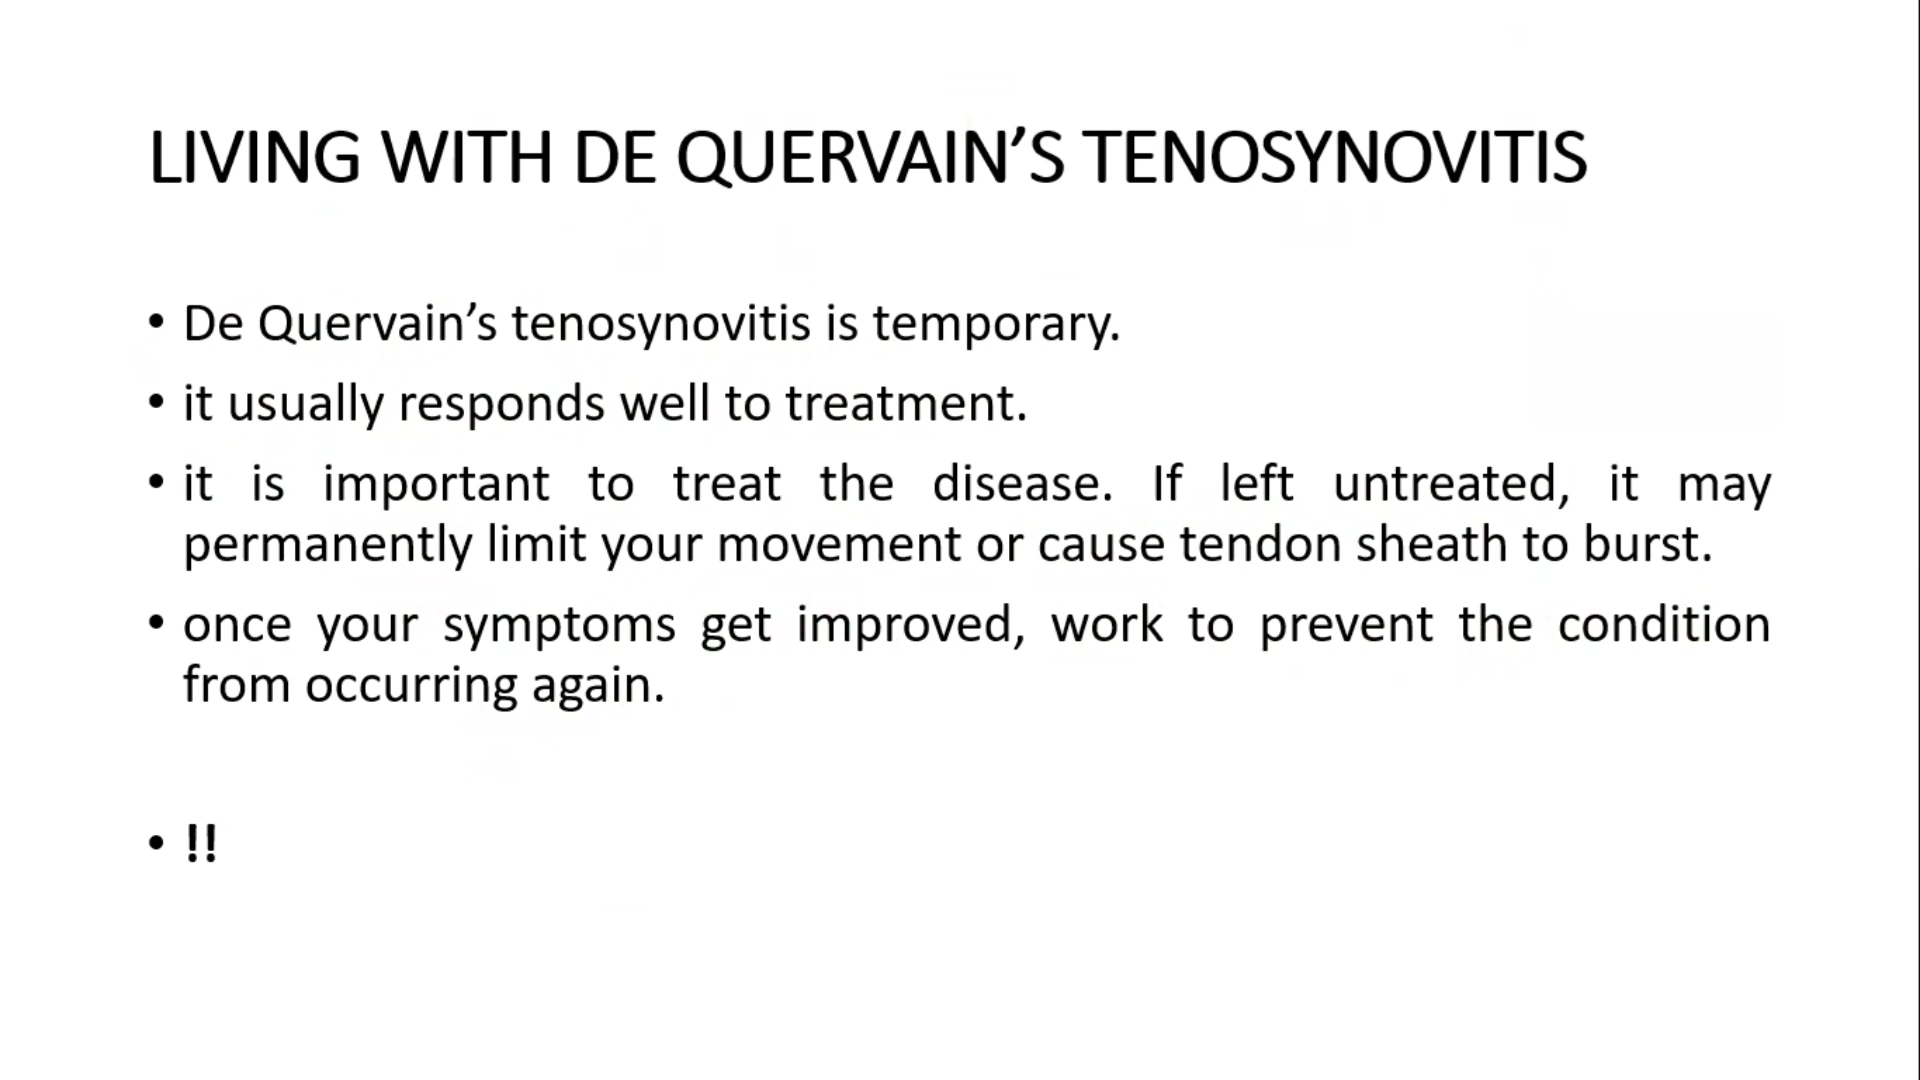 LIVING WITH DE QUERVAIN’S TENOSYNOVITIS
• De Quervain’s tenosynovitis is temporary.
• it usually responds well to treatment.
• it is important to treat the disease. If left untreated, it may
permanently limit your movement or cause tendon sheath to burst.
• once your symptoms get improved, work to prevent the condition
from occurring again.
• !!